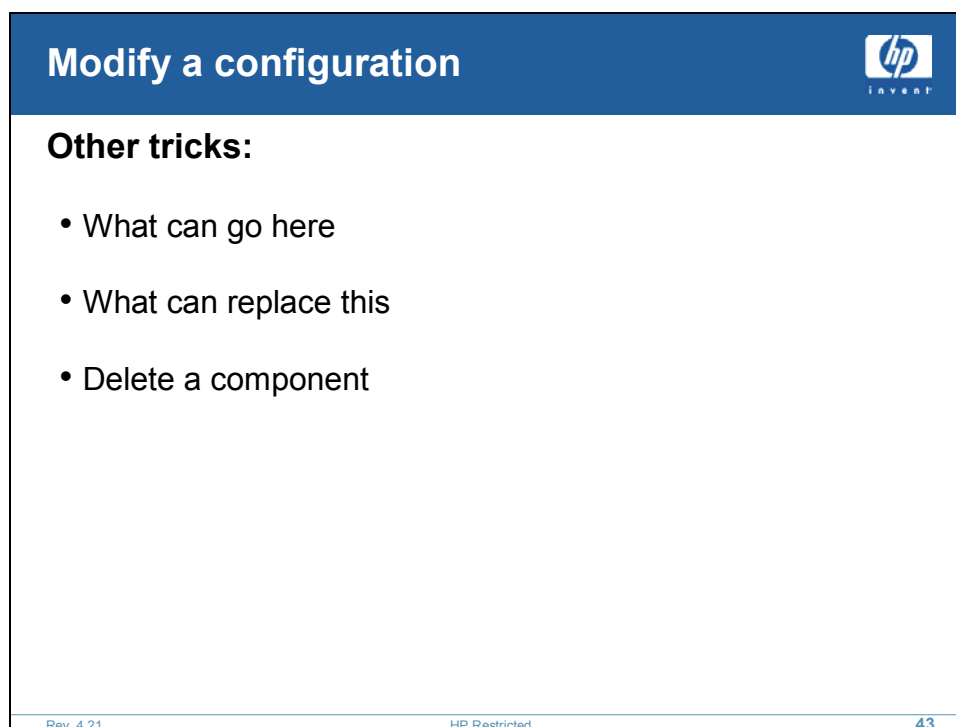 Modify a configuration
hp
invent
Other tricks:
• What can go here
• What can replace this
• Delete a component
Rev. 4.21
HP Restricted
43